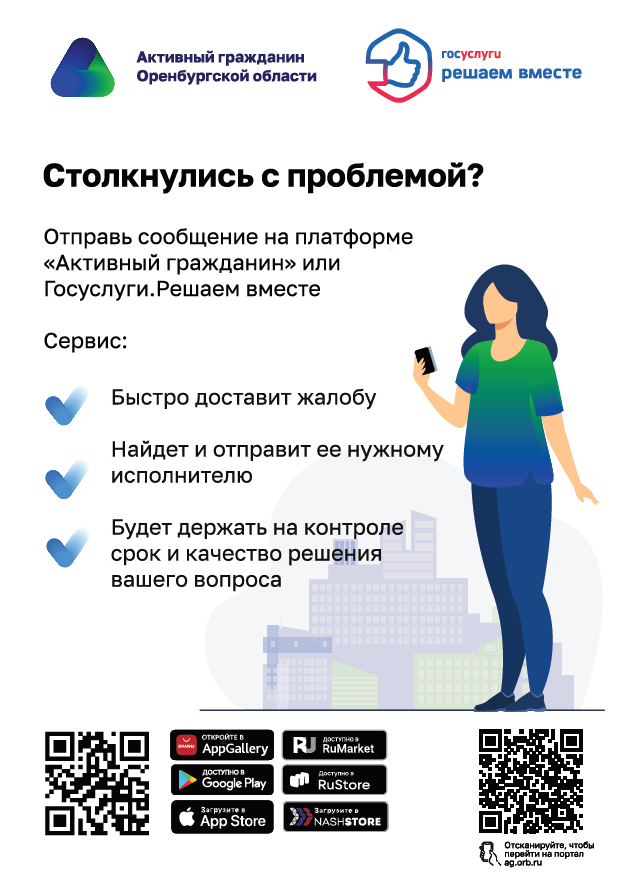 Активный гражданин
Оренбургской области
госуслуги
решаем вместе
Столкнулись с проблемой?
Отправь сообщение на платформе
«Активный гражданин» или
Госуслуги.Решаем вместе
Сервис:
Быстро доставит жалобу
Найдет и отправит ее нужному
исполнителю
Будет держать на контроле
срок и качество решения
вашего вопроса
HUAWEI
ОТКРОЙТЕ В
AppGallery
ДОСТУПНО В
RuMarket
ДОСТУПНО В
Google Play
ДОСТУПНО В
RuStore
Загрузите в
App Store
Загрузите в
NASHSTORE
Отсканируйте, чтобы
перейти на портал
ag.orb.ru